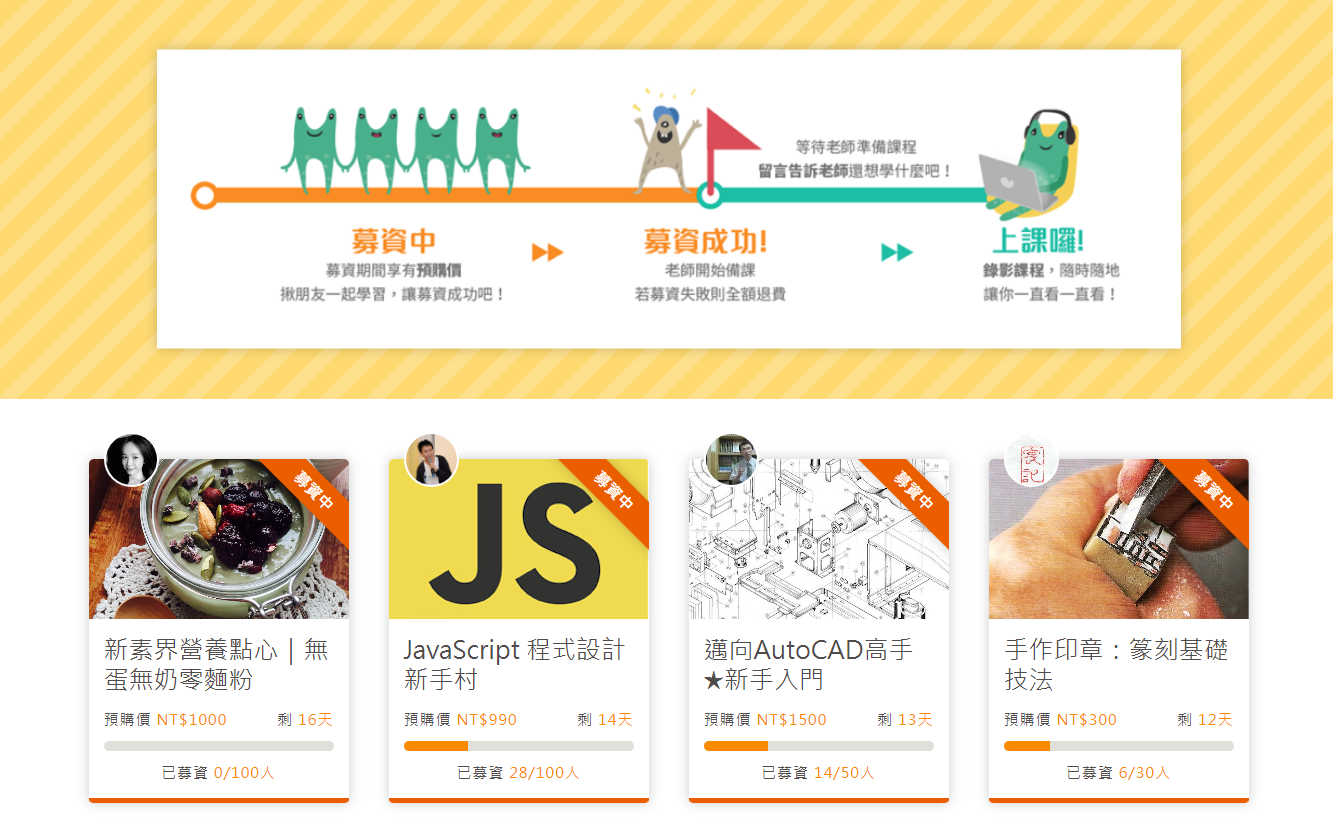 等待老師準備課程
留言告訴老師還想學什麼吧！
募資中
募資期間享有預購價
揪朋友一起學習，讓募資成功吧！
募資成功!
老師開始備課
若募資失敗則全額退費
上課囉!
錄影課程，隨時隨地
讓你一直看一直看！
募資中
新素界營養點心｜無
蛋無奶零麵粉
預購價 NT$1000
剩 16天
已募資 0/100人
募資中
JS
JavaScript 程式設計
新手村
預購價 NT$990
剩 14天
已募資 28/100人
募資中
邁向AutoCAD高手
★新手入門
預購價 NT$1500
剩 13天
已募資 14/50人
募資中
手作印章：篆刻基礎
技法
預購價 NT$300
剩 12天
已募資 6/30人